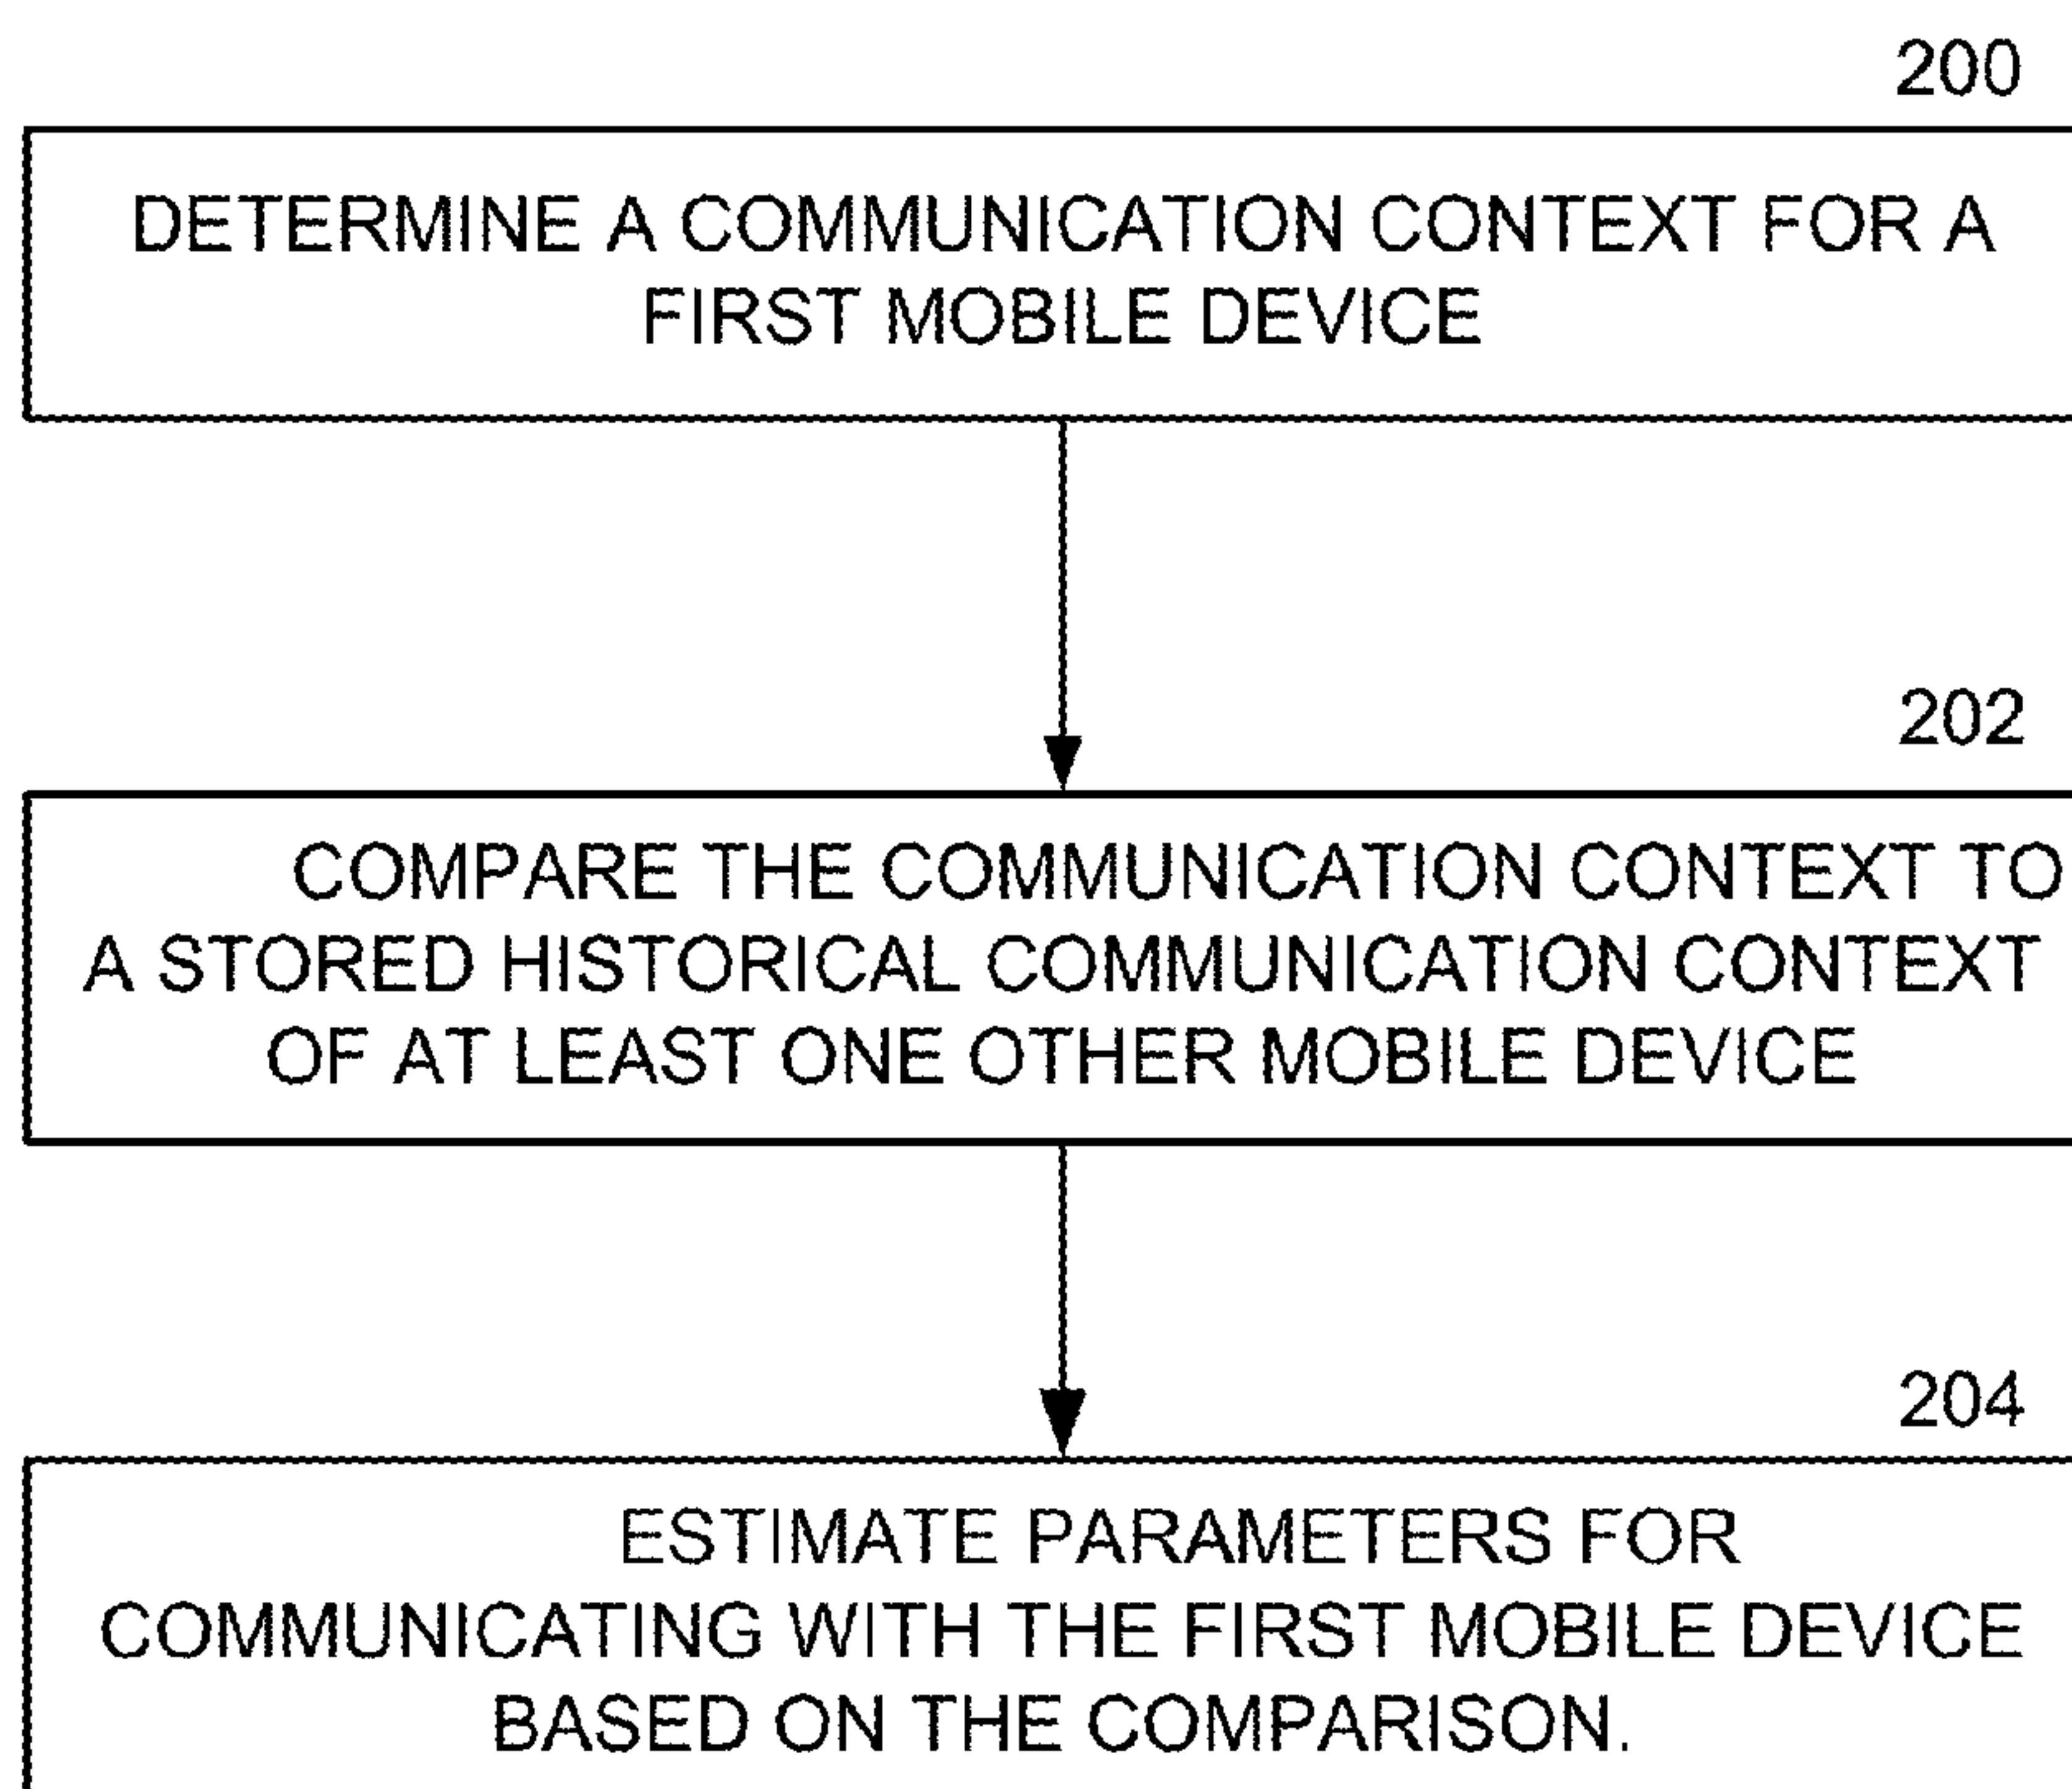 200
DETERMINE A COMMUNICATION CONTEXT FOR A
FIRST MOBILE DEVICE
202
COMPARE THE COMMUNICATION CONTEXT TO
A STORED HISTORICAL COMMUNICATION CONTEXT
OF AT LEAST ONE OTHER MOBILE DEVICE
204
ESTIMATE PARAMETERS FOR
COMMUNICATING WITH THE FIRST MOBILE DEVICE
BASED ON THE COMPARISON.